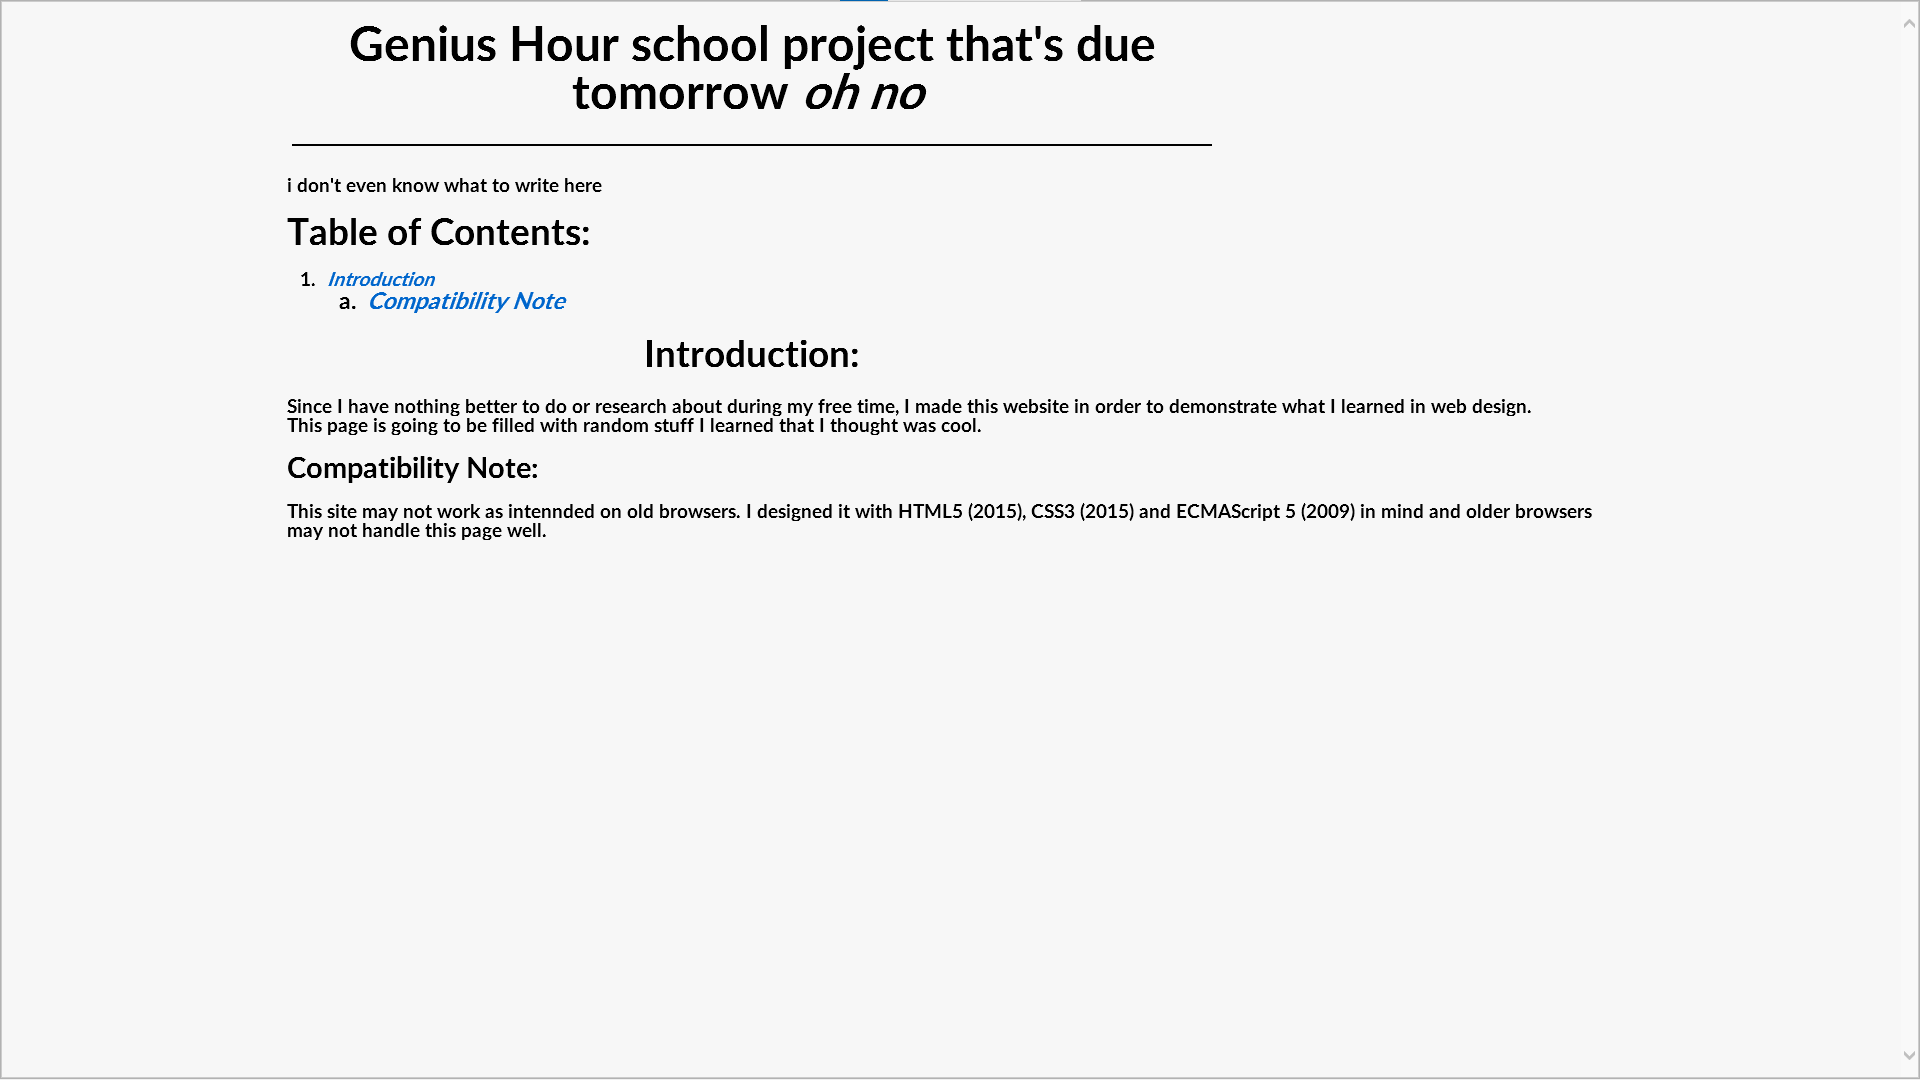 Genius Hour school project that's due
tomorrow oh no
i don't even know what to write here
Table of Contents:
1. Introduction
a. Compatibility Note
Introduction:
Since I have nothing better to do or research about during my free time, I made this website in order to demonstrate what I learned in web design.
This page is going to be filled with random stuff I learned that I thought was cool.
Compatibility Note:
This site may not work as intennded on old browsers. I designed it with HTML5 (2015), CSS3 (2015) and ECMAScript 5 (2009) in mind and older browsers
may not handle this page well.